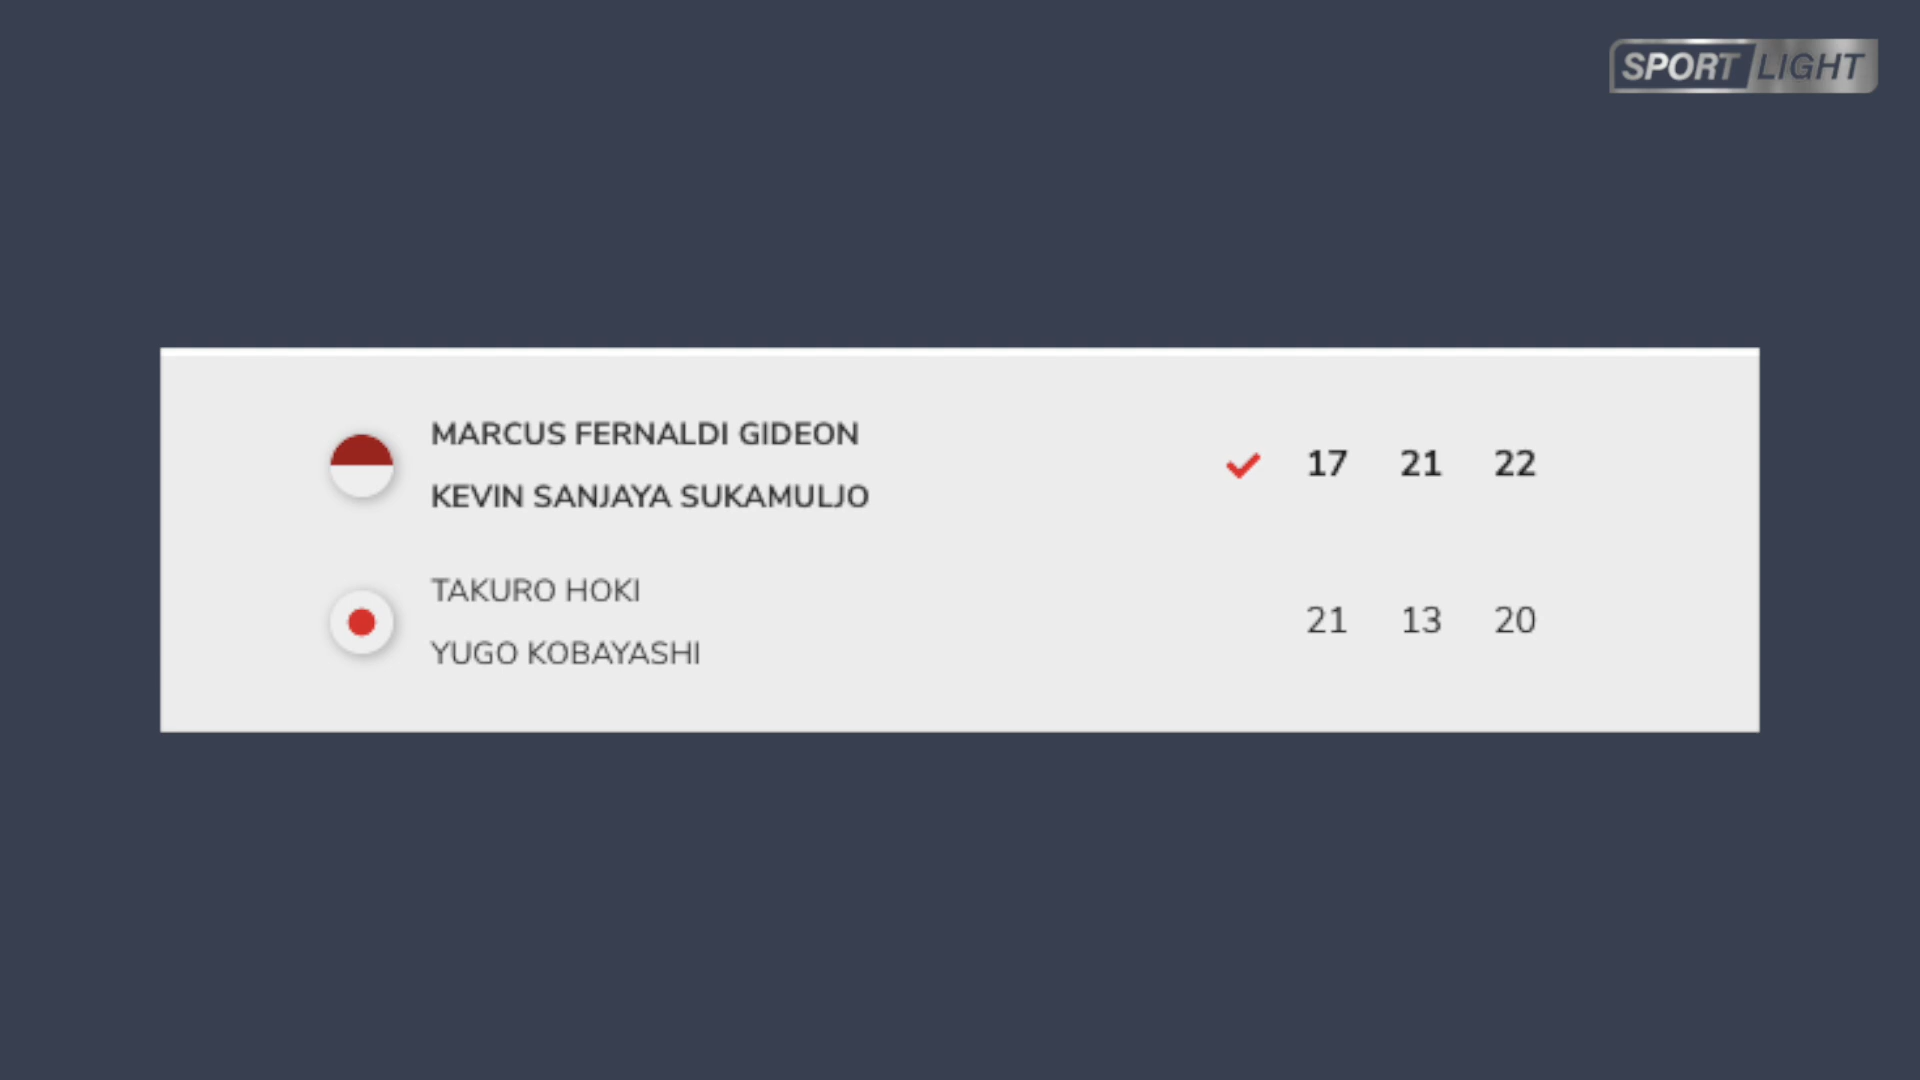 SPORT LIGHT
MARCUS FERNALDI GIDEON
KEVIN SANJAYA SUKAMULJO
17 21 22
TAKURO HOKI
YUGO KOBAYASHI
21 13 20